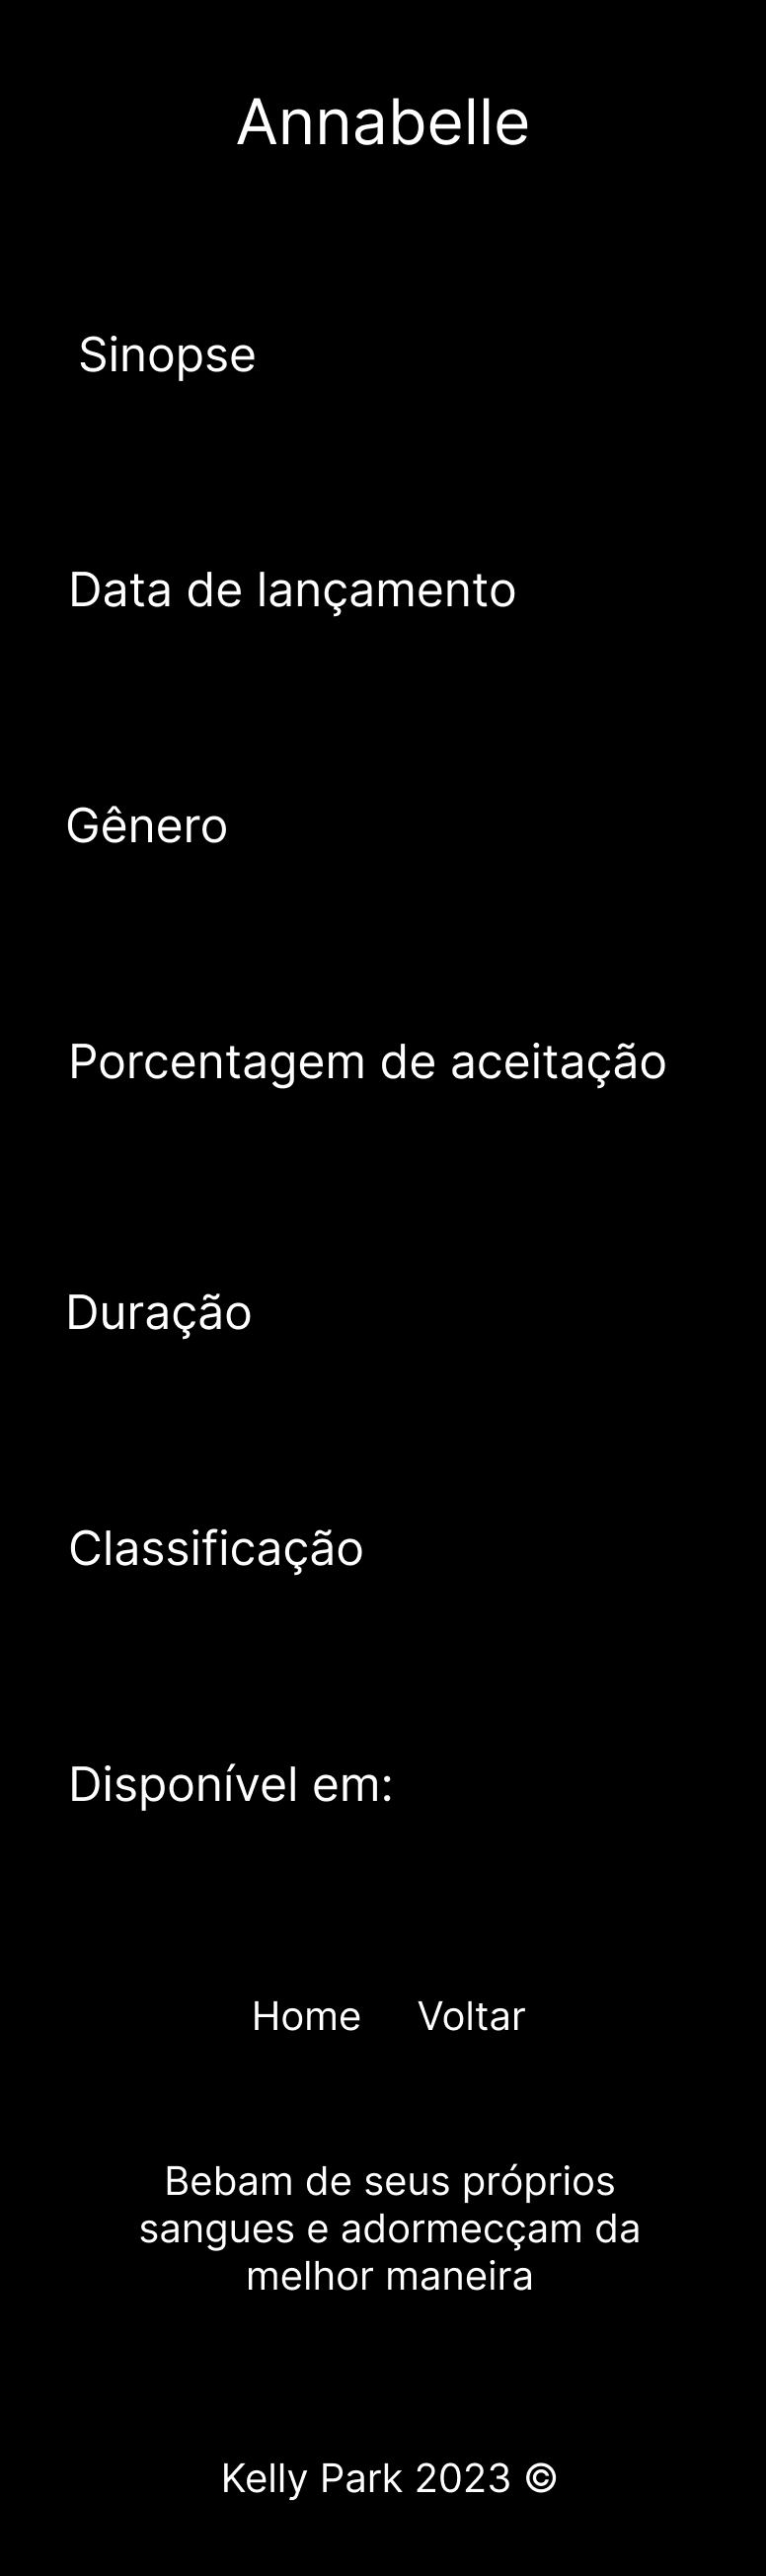 Annabelle
Sinopse
Data de lançamento
Gênero
Porcentagem de aceitação
Duração
Classificação
Disponível em:
Home Voltar
Bebam de seus próprios
sangues e adormecçam da
melhor maneira
Kelly Park 2023 ©